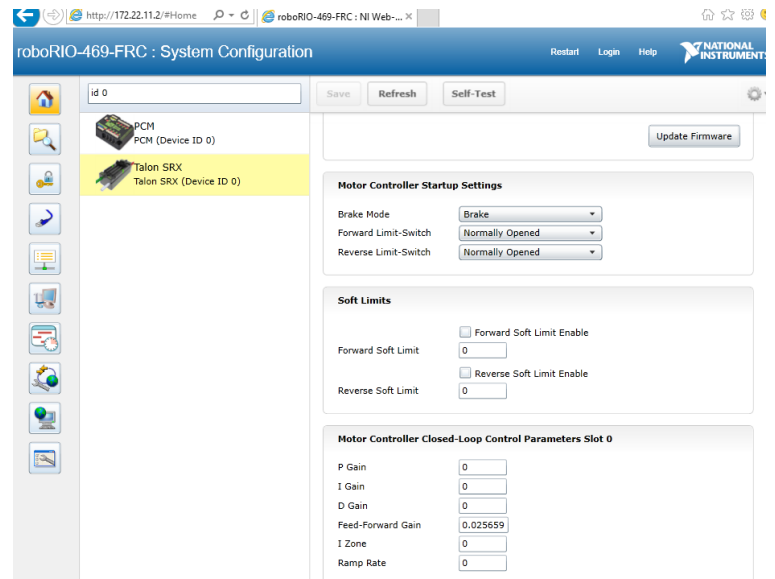 http://172.22.11.2/#Home
roboRIO-469-FRC : NI Web-...
roboRIO-469-FRC : System Configuration
Restart Login Help NATIONAL INSTRUMENTS
id 0
Save Refresh Self-Test
PCM
PCM (Device ID 0)
Update Firmware
Talon SRX
Talon SRX (Device ID 0)
Motor Controller Startup Settings
Brake Mode Brake
Forward Limit-Switch Normally Opened
Reverse Limit-Switch Normally Opened
Soft Limits
Forward Soft Limit Enable
Forward Soft Limit 0
Reverse Soft Limit Enable
Reverse Soft Limit 0
Motor Controller Closed-Loop Control Parameters Slot 0
P Gain 0
I Gain 0
D Gain 0
Feed-Forward Gain 0.025659
I Zone 0
Ramp Rate 0